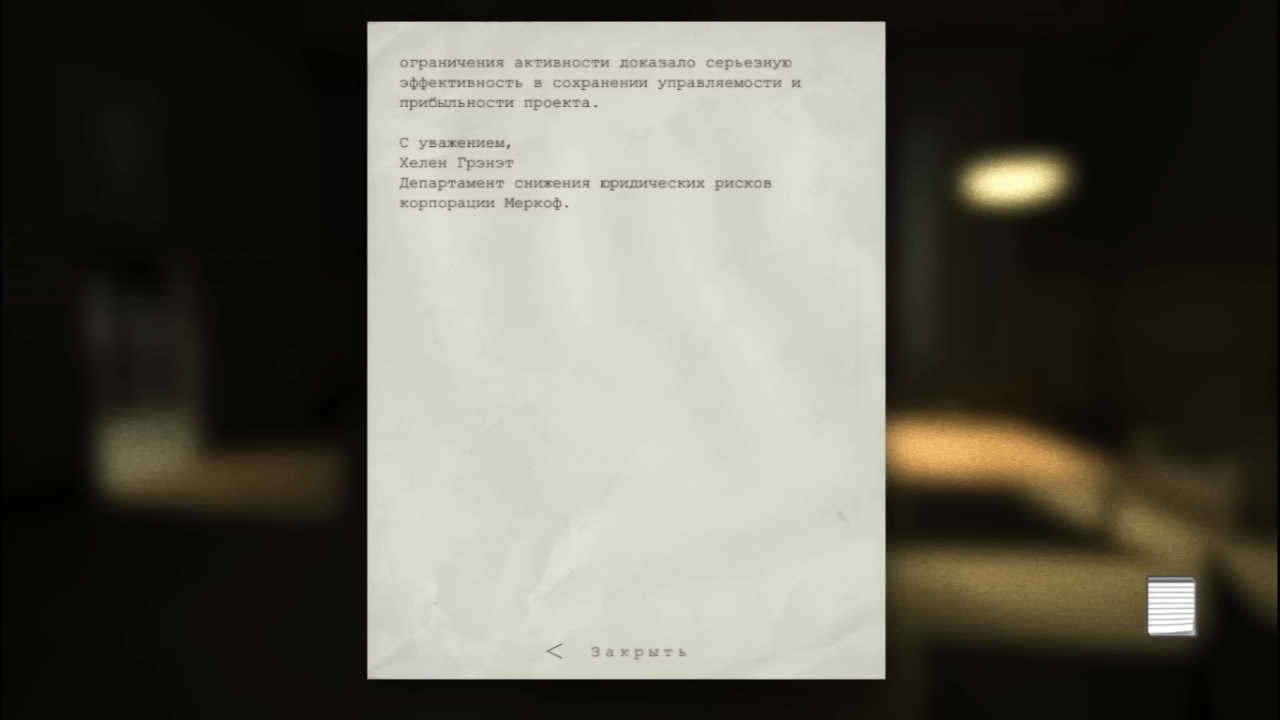 ограничения активности доказало серьезную
эффективность в сохранении управляемости и
прибыльности проекта.
С уважением,
Хелен Грэнэт
Департамент снижения юридических рисков
корпорации Меркоф.
< Закрыть